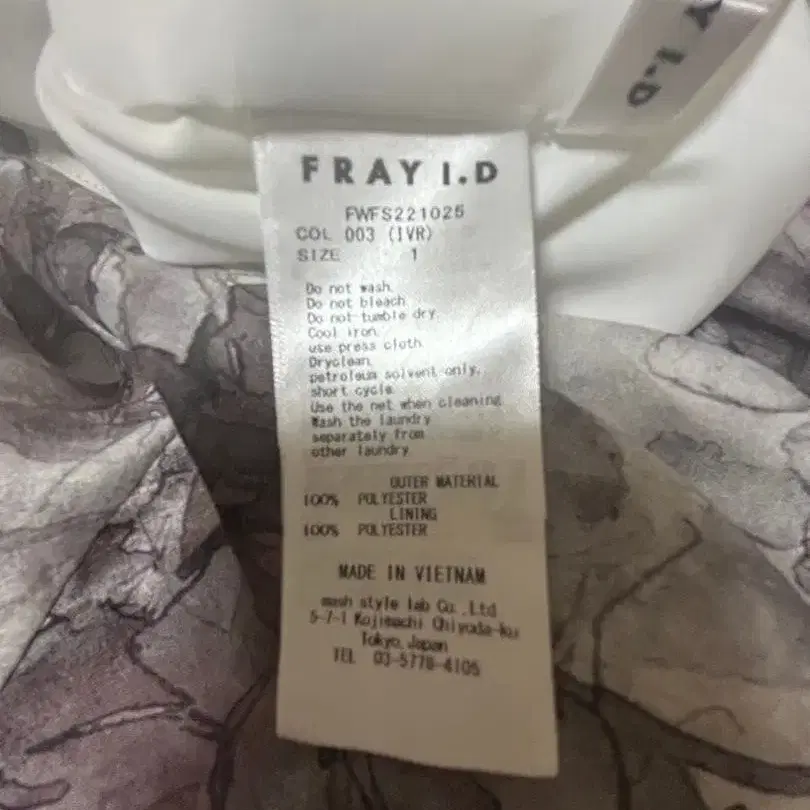 Y I.D
FRAY I.D
FWFS221025
COL 003 (IVR)
SIZE 1
Do not wash.
Do not bleach
Do not tumble dry.
Cool iron.
use press cloth.
Dryclean.
petroleum solvent only,
short cycle
Use the net when cleaning
Wash the laundry
separately from
other laundry
OUTER MATERIAL
100% POLYESTER
LINING
100% POLYESTER
MADE IN VIETNAM
mash style lab Co.,Ltd
5-7-1 Kojimachi Chiyoda-ku
Tokyo, Japan
TEL 03-5778-4105